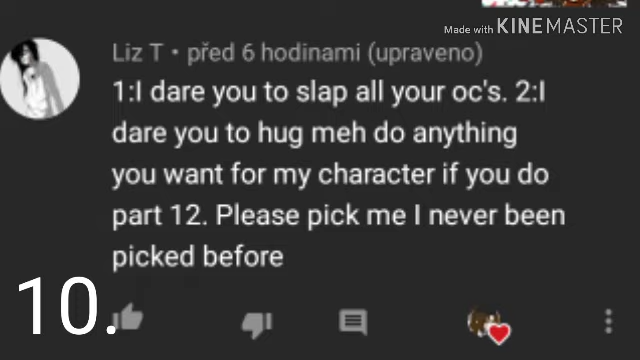 Made with KINEMASTER
Liz T • před 6 hodinami (upraveno)
1:I dare you to slap all your oc's. 2:I
dare you to hug meh do anything
you want for my character if you do
part 12. Please pick me I never been
picked before
10.